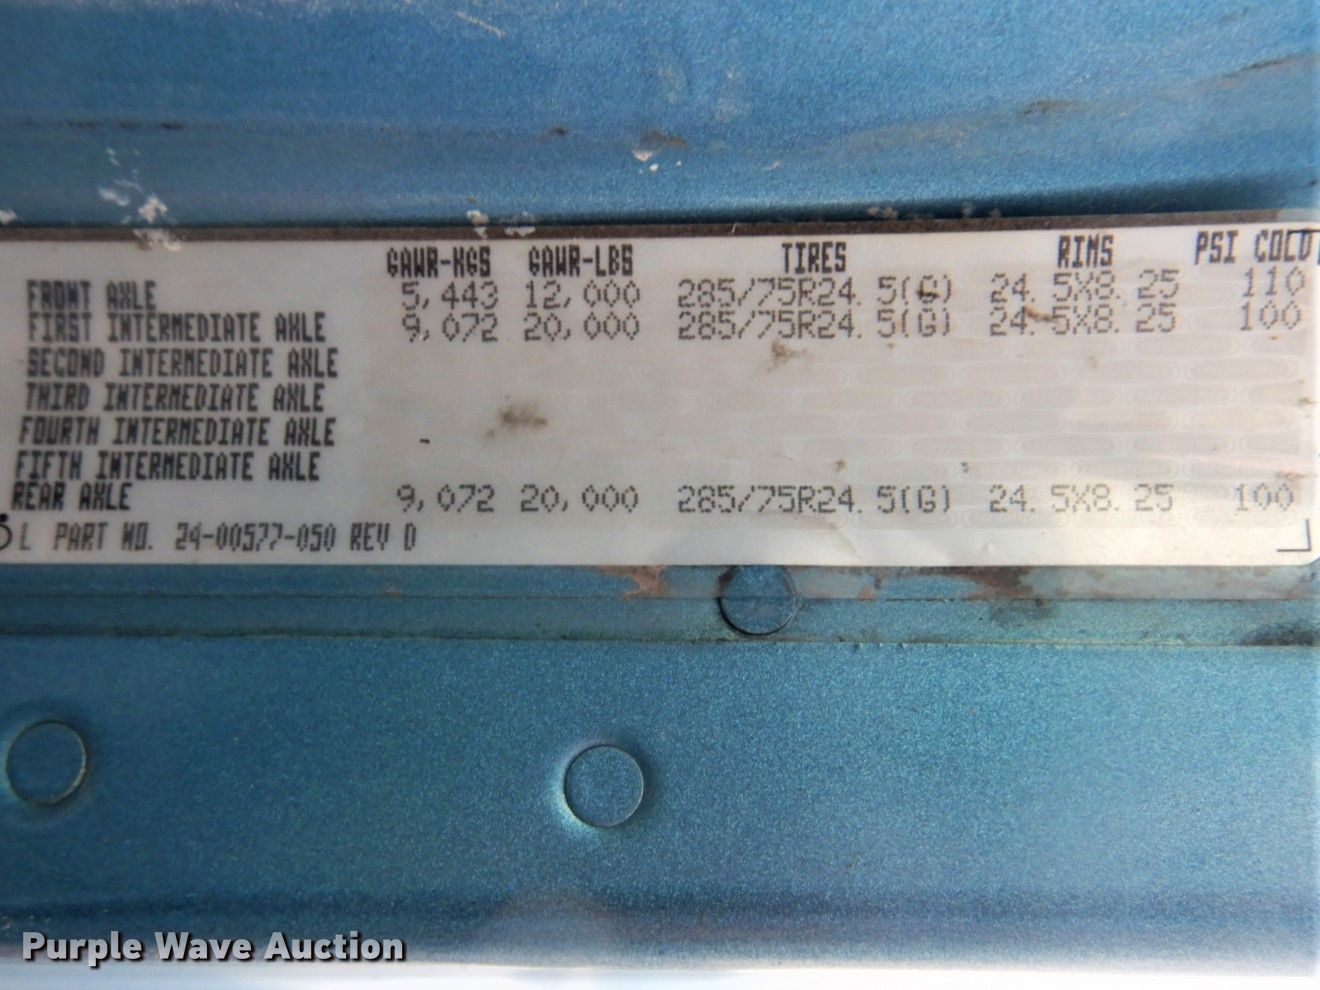 GAWR-KGS GAWR-LBS TIRES RIMS PSI COLD
FRONT AXLE 5,443 12,000 285/75R24.5(G) 24.5X8.25 110
FIRST INTERMEDIATE AXLE 9,072 20,000 285/75R24.5(G) 24.5X8.25 100
SECOND INTERMEDIATE AXLE
THIRD INTERMEDIATE AXLE
FOURTH INTERMEDIATE AXLE
FIFTH INTERMEDIATE AXLE
REAR AXLE 9,072 20,000 285/75R24.5(G) 24.5X8.25 100
L PART NO. 24-00577-050 REV D
Purple Wave Auction